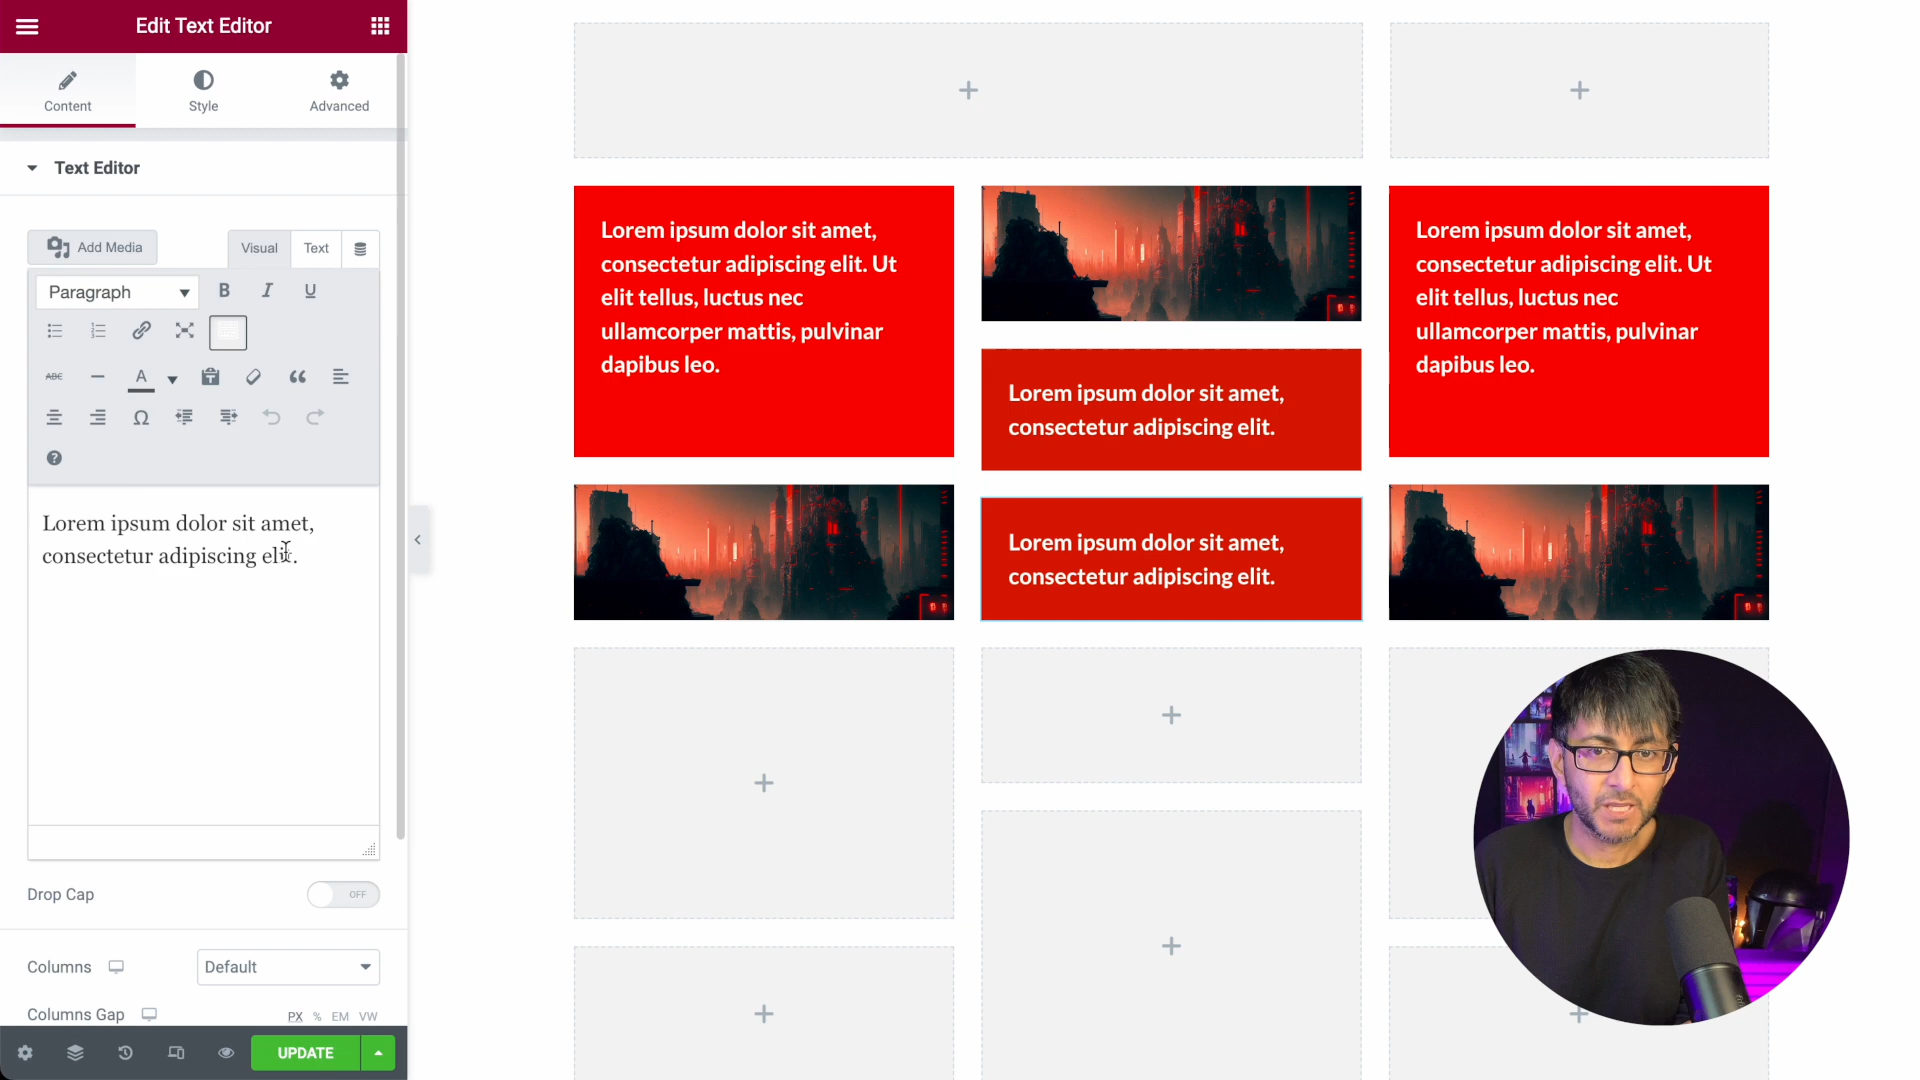 Edit Text Editor
Content
Style
Advanced
Text Editor
Add Media
Visual
Text
Paragraph
B
I
U
ABC
A
Lorem ipsum dolor sit amet,
consectetur adipiscing elit.
Drop Cap
OFF
Columns
Default
Columns Gap
PX
%
EM
VW
UPDATE
Lorem ipsum dolor sit amet,
consectetur adipiscing elit. Ut
elit tellus, luctus nec
ullamcorper mattis, pulvinar
dapibus leo.
Lorem ipsum dolor sit amet,
consectetur adipiscing elit.
Lorem ipsum dolor sit amet,
consectetur adipiscing elit.
Lorem ipsum dolor sit amet,
consectetur adipiscing elit. Ut
elit tellus, luctus nec
ullamcorper mattis, pulvinar
dapibus leo.